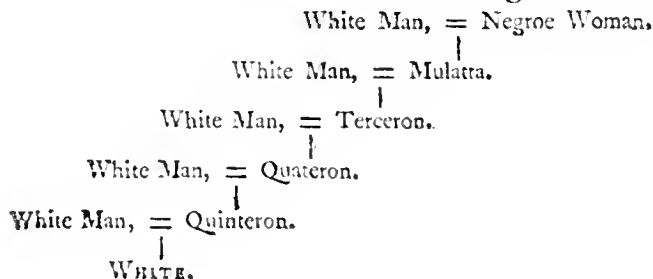 White Man, = Negroe Woman.
White Man, = Mulatta.
White Man, = Terceron.
White Man, = Quateron.
White Man, = Quinteron.
WHITE.